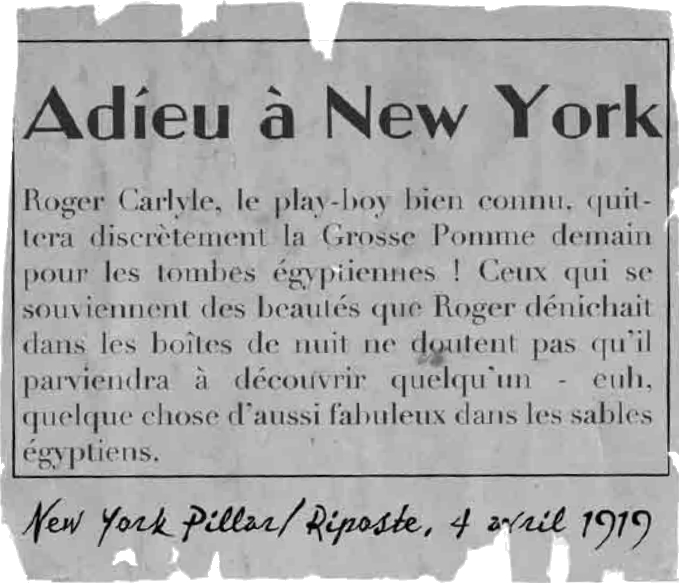 Adieu à New York
Roger Carlyle, le play-boy bien connu, quit-
tera discrètement la Grosse Pomme demain
pour les tombes égyptiennes ! Ceux qui se
souviennent des beautés que Roger dénichait
dans les boîtes de nuit ne doutent pas qu'il
parviendra à découvrir quelqu'un - euh,
quelque chose d'aussi fabuleux dans les sables
égyptiens.
New York Pillar/Riposte, 4 avril 1919